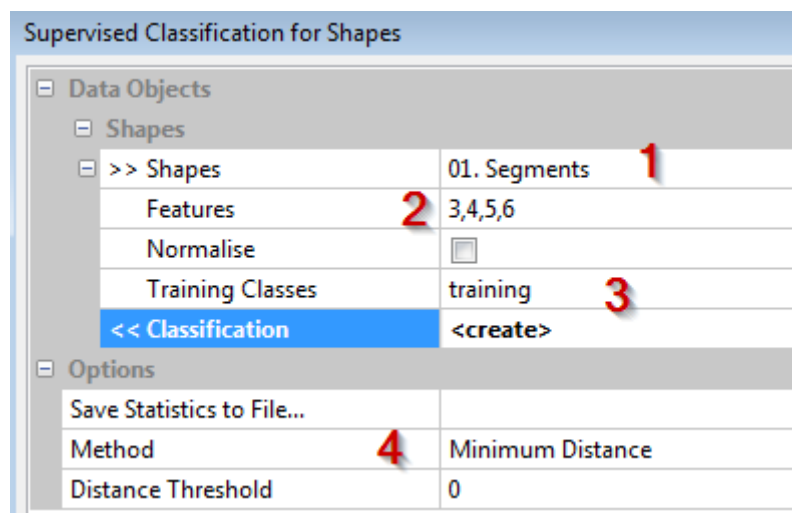 Supervised Classification for Shapes
Data Objects
Shapes
>> Shapes 01. Segments 1
Features 2 3,4,5,6
Normalise
Training Classes training 3
<< Classification <create>
Options
Save Statistics to File...
Method 4 Minimum Distance
Distance Threshold 0